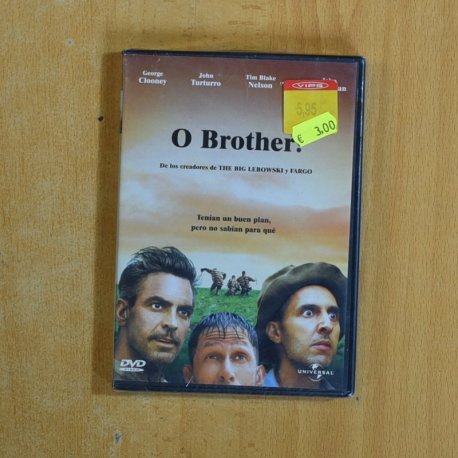 George Clooney
John Turturro
Tim Blake Nelson
VIPS
5,95
€ 3,00
O Brother!
De los creadores de THE BIG LEBOWSKI y FARGO
Tenían un buen plan,
pero no sabían para qué
DVD
VIDEO
UNIVERSAL